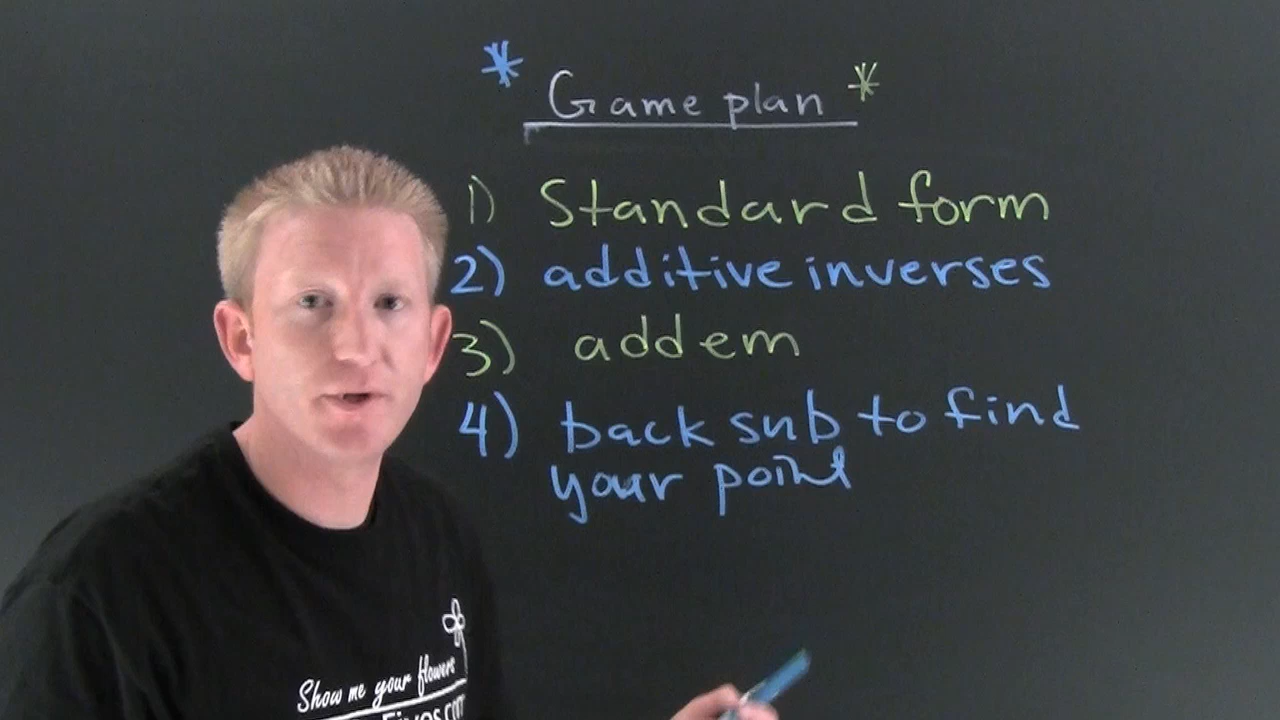 * Game plan *
1) Standard form
2) additive inverses
3) add em
4) back sub to find
your point
Show me your flowers